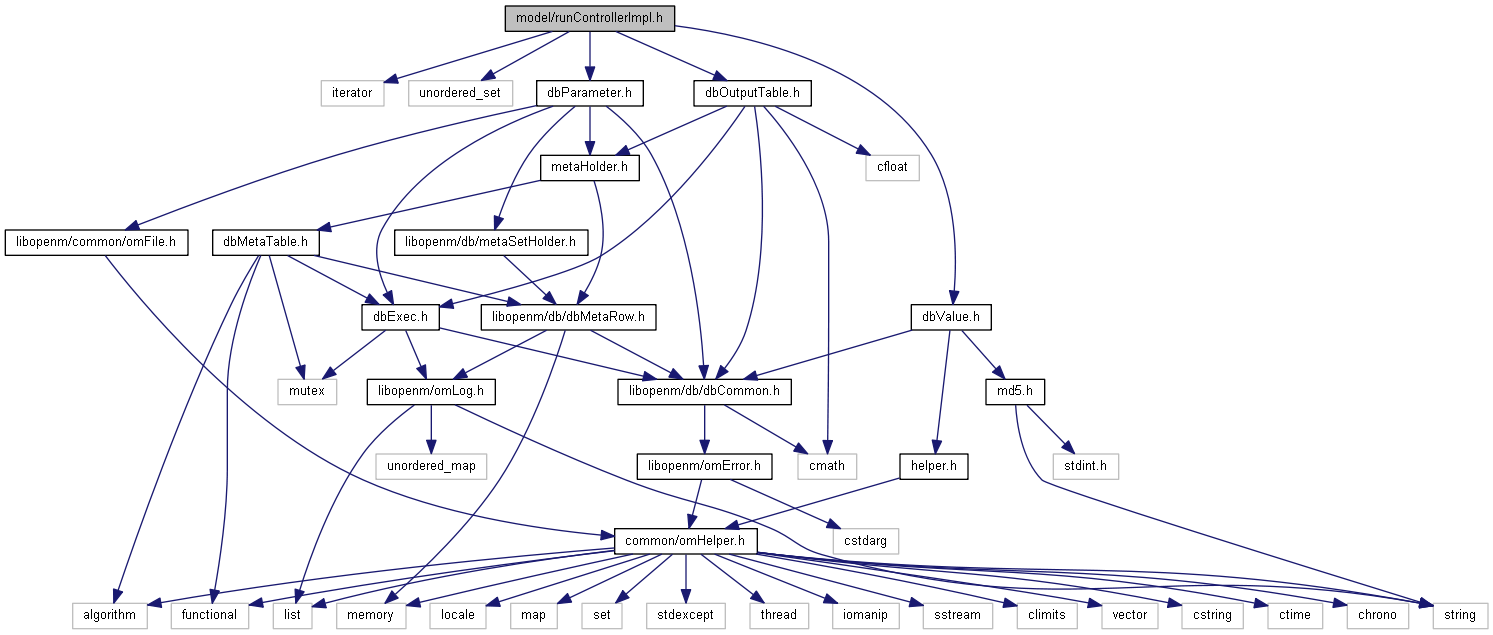 model/runControllerImpl.h
iterator
unordered_set
dbParameter.h
dbOutputTable.h
metaHolder.h
cfloat
libopenm/common/omFile.h
dbMetaTable.h
libopenm/db/metaSetHolder.h
dbExec.h
libopenm/db/dbMetaRow.h
dbValue.h
mutex
libopenm/omLog.h
libopenm/db/dbCommon.h
md5.h
unordered_map
libopenm/omError.h
cmath
helper.h
stdint.h
common/omHelper.h
cstdarg
algorithm
functional
list
memory
locale
map
set
stdexcept
thread
iomanip
sstream
climits
vector
cstring
ctime
chrono
string